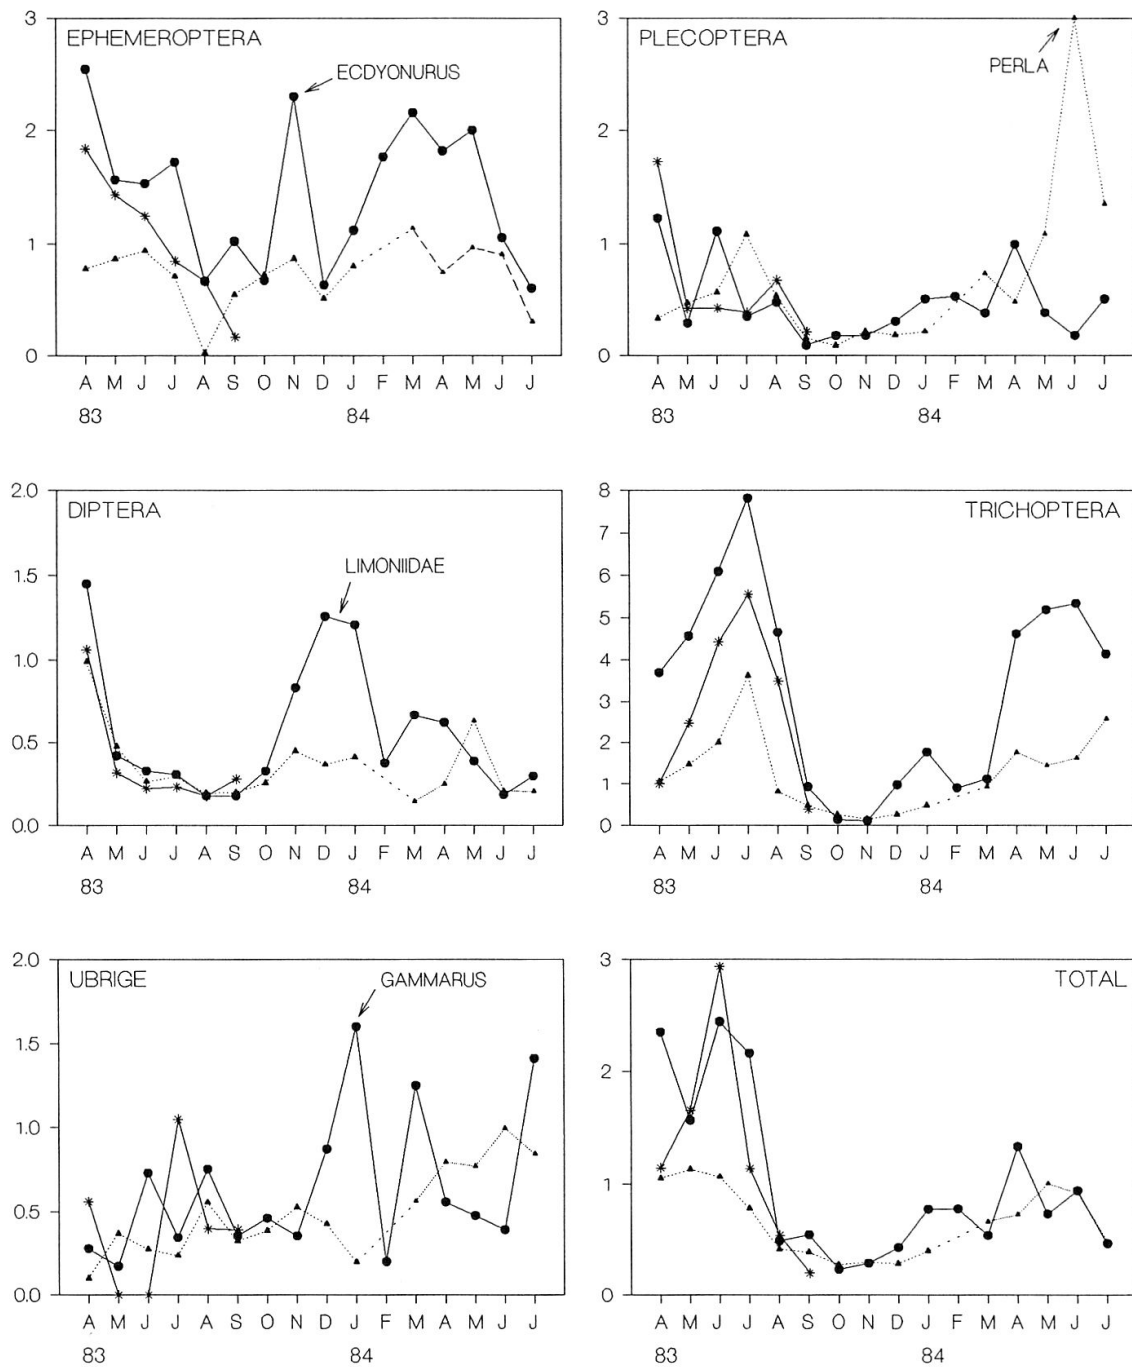 3
EPHEMEROPTERA
ECDYONURUS
2
1
0
A M J J A S O N D J F M A M J J
83 84
3
PLECOPTERA
PERLA
2
1
0
A M J J A S O N D J F M A M J J
83 84
2.0
DIPTERA
LIMONIIDAE
1.5
1.0
0.5
0.0
A M J J A S O N D J F M A M J J
83 84
8
TRICHOPTERA
7
6
5
4
3
2
1
0
A M J J A S O N D J F M A M J J
83 84
2.0
UBRIGE
GAMMARUS
1.5
1.0
0.5
0.0
A M J J A S O N D J F M A M J J
83 84
3
TOTAL
2
1
0
A M J J A S O N D J F M A M J J
83 84